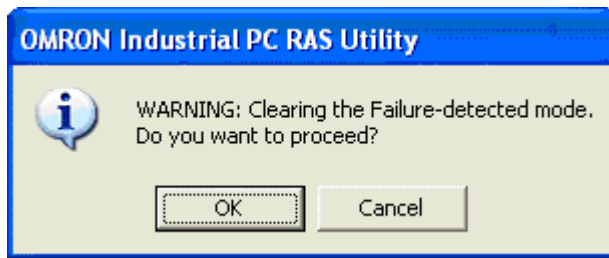 OMRON Industrial PC RAS Utility
WARNING: Clearing the Failure-detected mode.
Do you want to proceed?
OK
Cancel